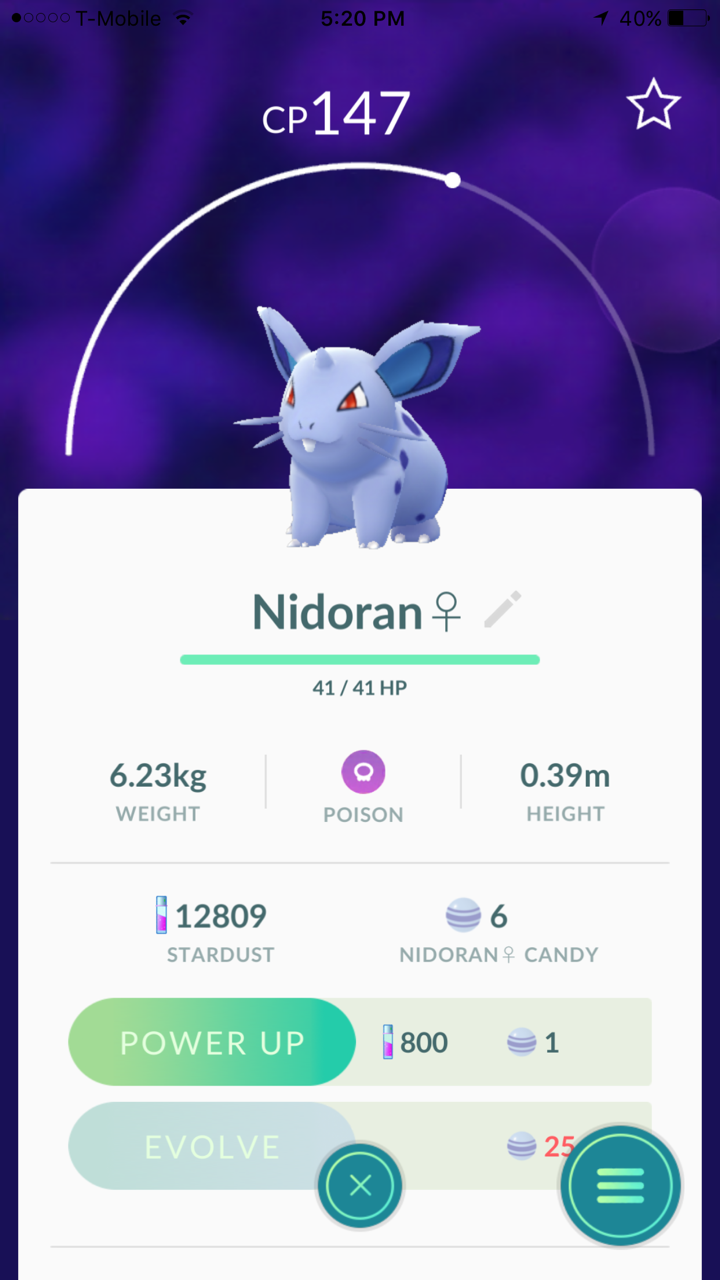 T-Mobile 5:20 PM 40%
CP147
Nidoran♀
41 / 41 HP
6.23kg 0.39m
WEIGHT POISON HEIGHT
12809 6
STARDUST NIDORAN♀ CANDY
POWER UP 800 1
EVOLVE 25